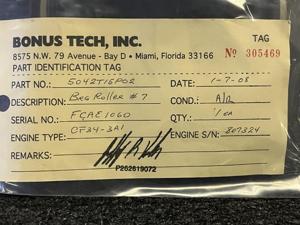 BONUS TECH, INC.
TAG
8575 N.W. 79 Avenue - Bay D • Miami, Florida 33166
Nº 305469
PART IDENTIFICATION TAG
PART NO.: 5042T16P02
DATE: 1-7-08
DESCRIPTION: Brg Roller #7
COND.: A/R
SERIAL NO.: FCAE1060
QTY.: 1 ea
ENGINE TYPE: CF34-3A1
ENGINE S/N: 807324
REMARKS:
P252619072